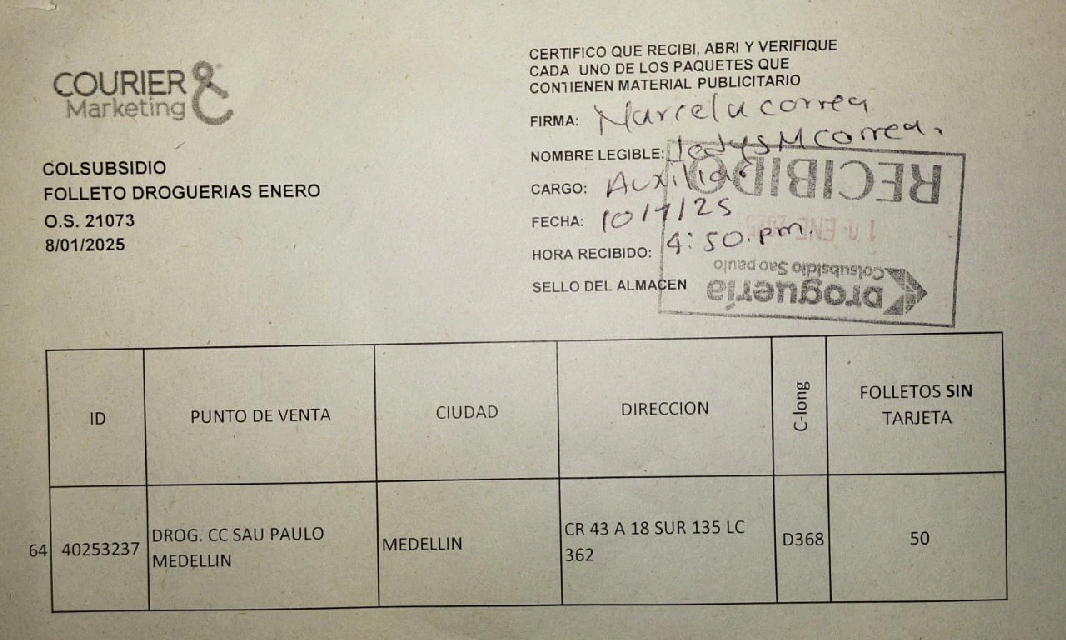 COURIER &
Marketing
COLSUBSIDIO
FOLLETO DROGUERIAS ENERO
O.S. 21073
8/01/2025
CERTIFICO QUE RECIBI, ABRI Y VERIFIQUE
CADA UNO DE LOS PAQUETES QUE
CONTIENEN MATERIAL PUBLICITARIO
FIRMA: Marcela correa
NOMBRE LEGIBLE: M Correa.
CARGO: Auxiliar
FECHA: 10/1/25
HORA RECIBIDO: 4:50.pm.
SELLO DEL ALMACEN
Droguería
Colsubsidio Sao paulo
10 ENE
RECIBIDO
ID
PUNTO DE VENTA
CIUDAD
DIRECCION
C-long
FOLLETOS SIN
TARJETA
64
40253237
DROG. CC SAU PAULO
MEDELLIN
MEDELLIN
CR 43 A 18 SUR 135 LC
362
D368
50